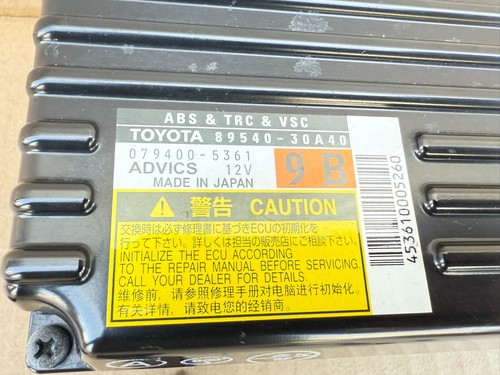 ABS & TRC & VSC
TOYOTA 89540-30A40
079400-5361
ADVICS 12V
MADE IN JAPAN
9 B
警告 CAUTION
交換時は必ず修理書に基づきECUの初期化を
行って下さい。詳しくは担当の販売店にご相談下さい。
INITIALIZE THE ECU ACCORDING
TO THE REPAIR MANUAL BEFORE SERVICING.
CALL YOUR DEALER FOR DETAILS.
维修前，请参照修理手册对电脑进行初始化。
有关详情，请致电您的经销商。
453610005260